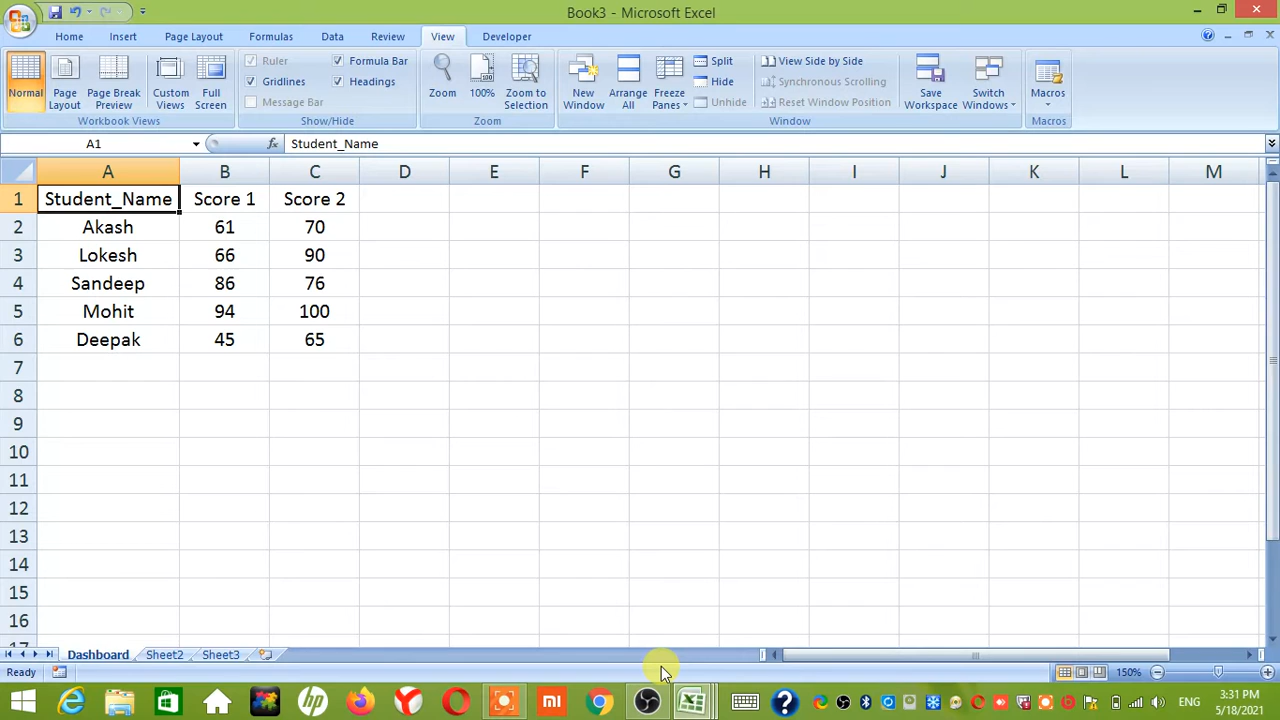 Book3 - Microsoft Excel
Home Insert Page Layout Formulas Data Review View Developer
Normal Page Layout Page Break Preview Custom Views Full Screen
Workbook Views
Ruler Formula Bar
Gridlines Headings
Message Bar
Show/Hide
Zoom 100% Zoom to Selection
Zoom
New Window Arrange All Freeze Panes
Split View Side by Side
Hide Synchronous Scrolling
Unhide Reset Window Position
Save Workspace Switch Windows
Window
Macros
Macros
A1 fx Student_Name
A B C D E F G H I J K L M
1 Student_Name Score 1 Score 2
2 Akash 61 70
3 Lokesh 66 90
4 Sandeep 86 76
5 Mohit 94 100
6 Deepak 45 65
7
8
9
10
11
12
13
14
15
16
17
Dashboard Sheet2 Sheet3
Ready 150%
hp mi ENG 3:31 PM
5/18/2021